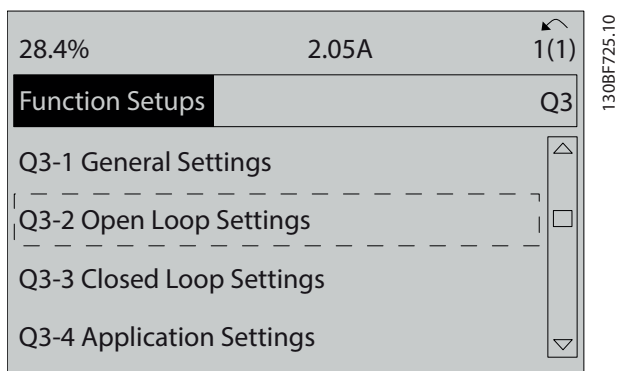 28.4% 2.05A 1(1)
Function Setups Q3
Q3-1 General Settings
Q3-2 Open Loop Settings
Q3-3 Closed Loop Settings
Q3-4 Application Settings
130BF725.10